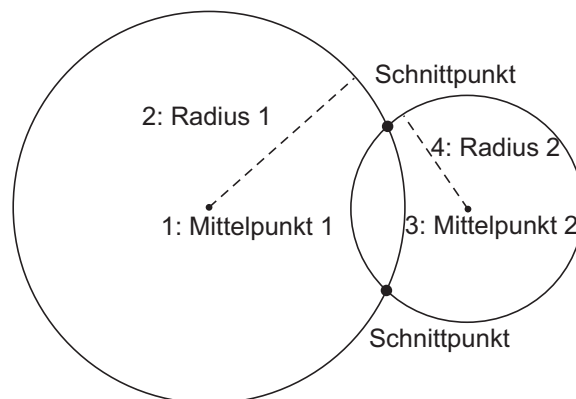 Schnittpunkt
2: Radius 1
4: Radius 2
1: Mittelpunkt 1
3: Mittelpunkt 2
Schnittpunkt